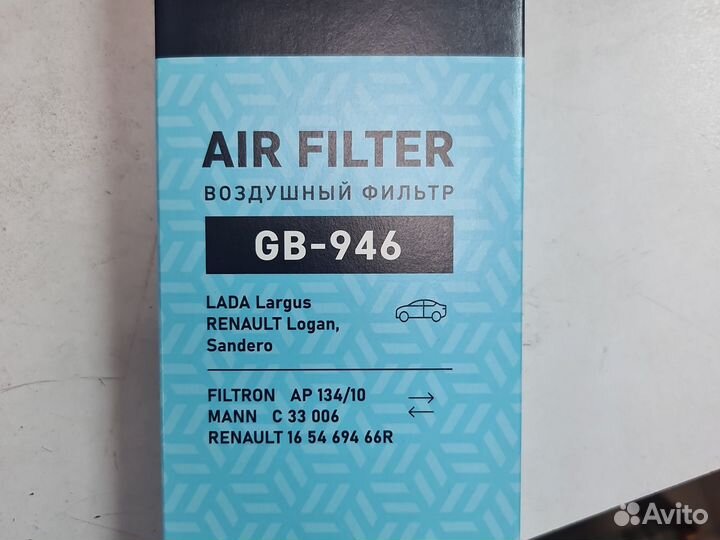 AIR FILTER
ВОЗДУШНЫЙ ФИЛЬТР
GB-946
LADA Largus
RENAULT Logan,
Sandero
FILTRON AP 134/10
MANN C 33 006
RENAULT 16 54 694 66R
Avito